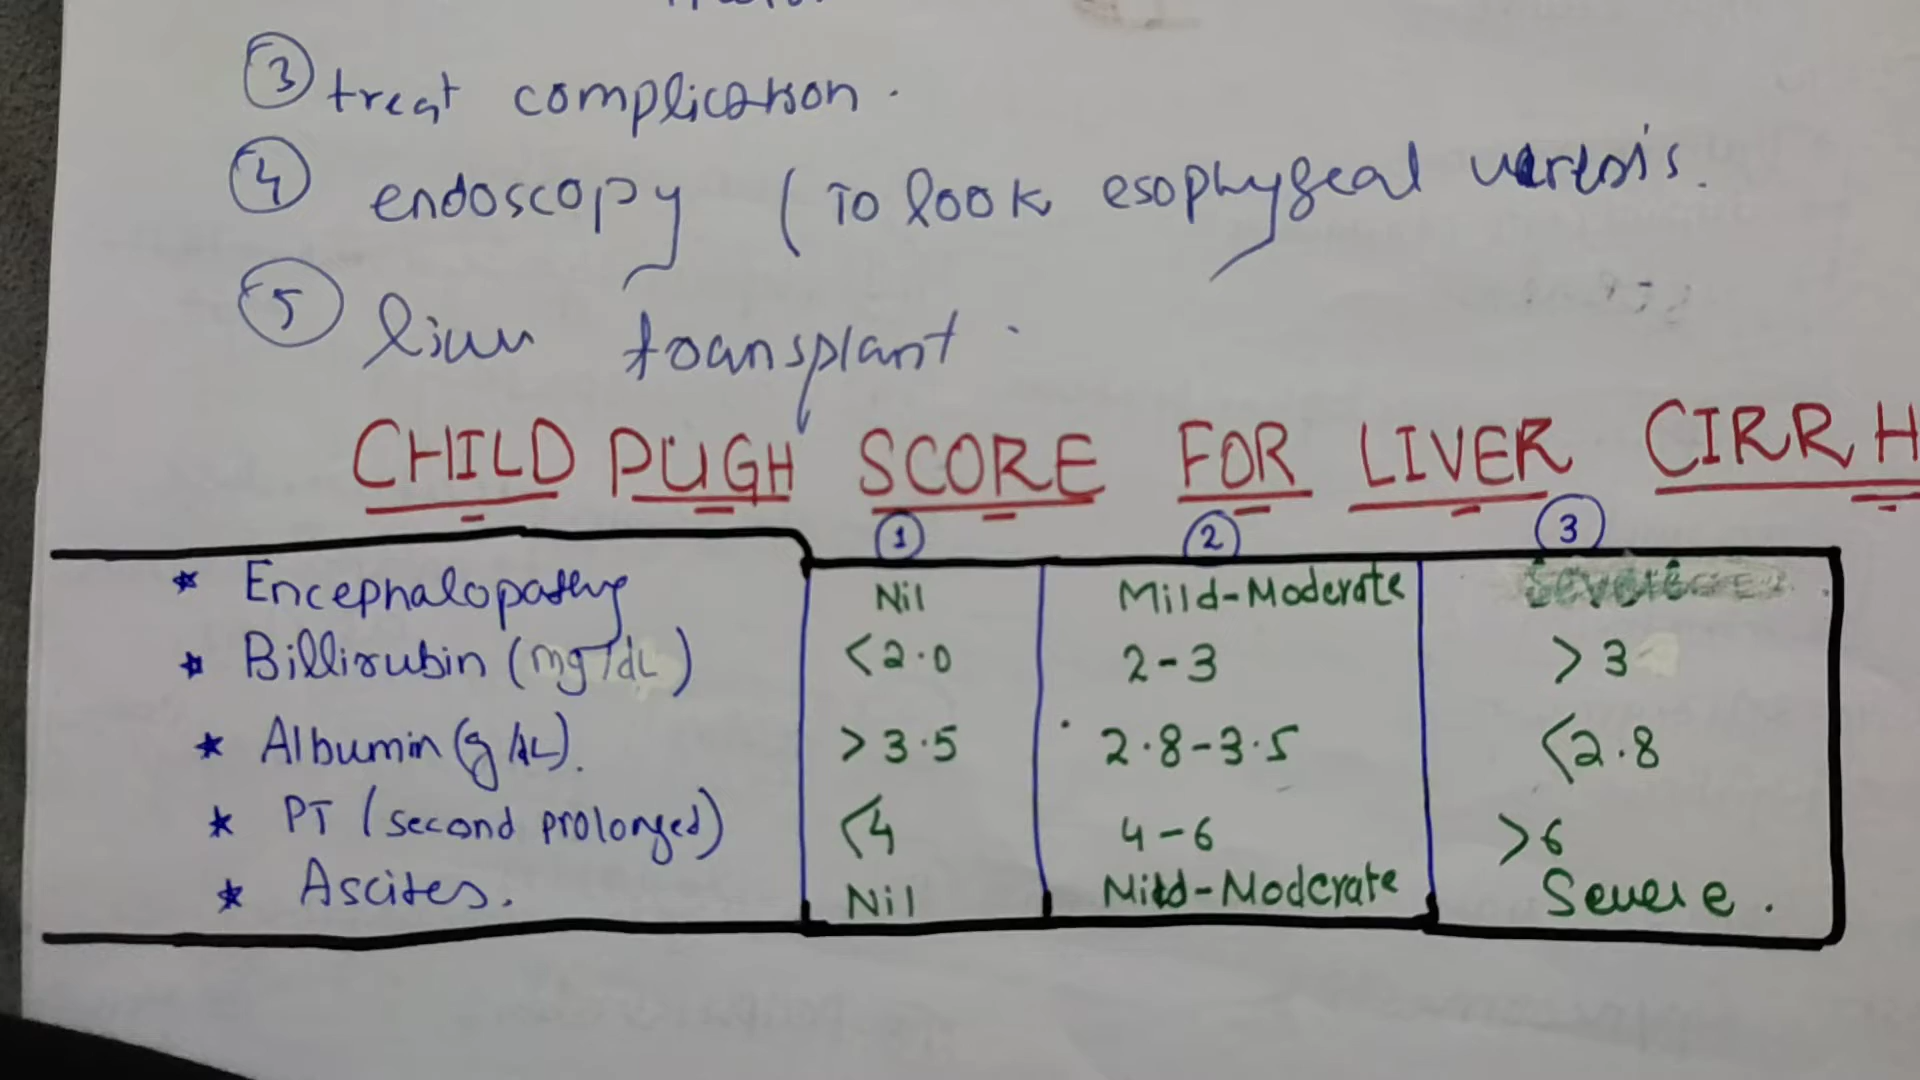 ③ treat complication.
④ endoscopy (To look esophygeal
⑤ liver transplant.
CHILD PUGH SCORE FOR LIVER CIRRH
① ② ③
* Encephalopathy Nil Mild-Moderate Severe
* Billirubin (mg/dL) <2.0 2-3 >3
* Albumin (g/dL). >3.5 2.8-3.5 <2.8
* PT (second prolonged) <4 4-6 >6
* Ascites. Nil Mild-Moderate Severe.